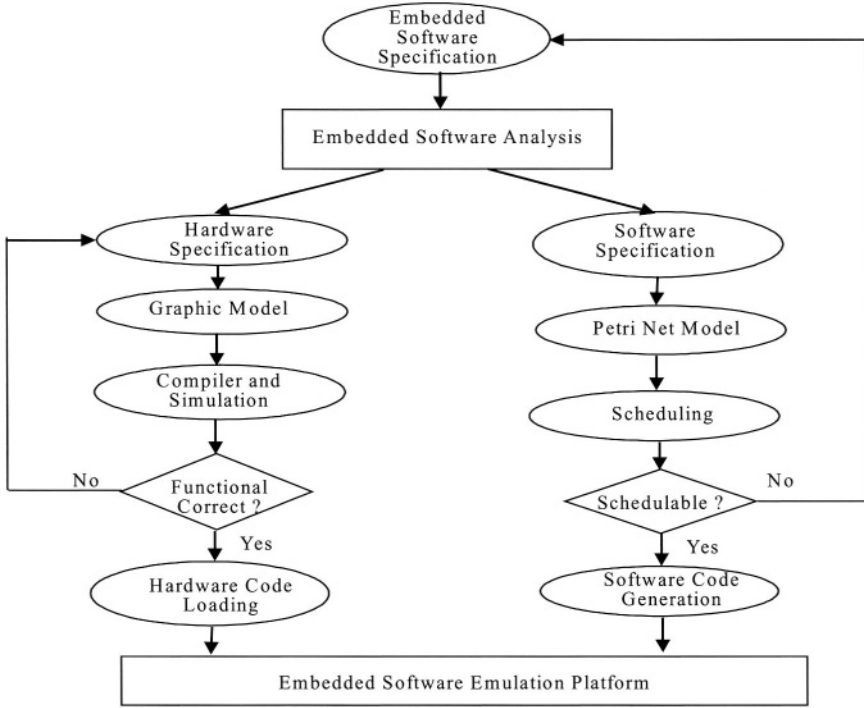 Embedded
Software
Specification
Embedded Software Analysis
Hardware
Specification
Graphic Model
Compiler and
Simulation
No
Functional
Correct ?
Yes
Hardware Code
Loading
Software
Specification
Petri Net Model
Scheduling
Schedulable ?
No
Yes
Software Code
Generation
Embedded Software Emulation Platform